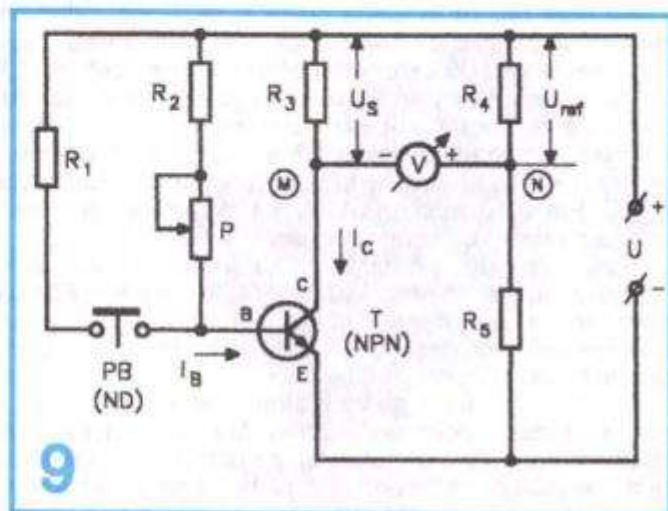 R2
R3
US
R4
Uref
R1
- V +
M
N
+
P
IC
U
-
C
B
T
(NPN)
R5
PB
(ND)
IB
E
9